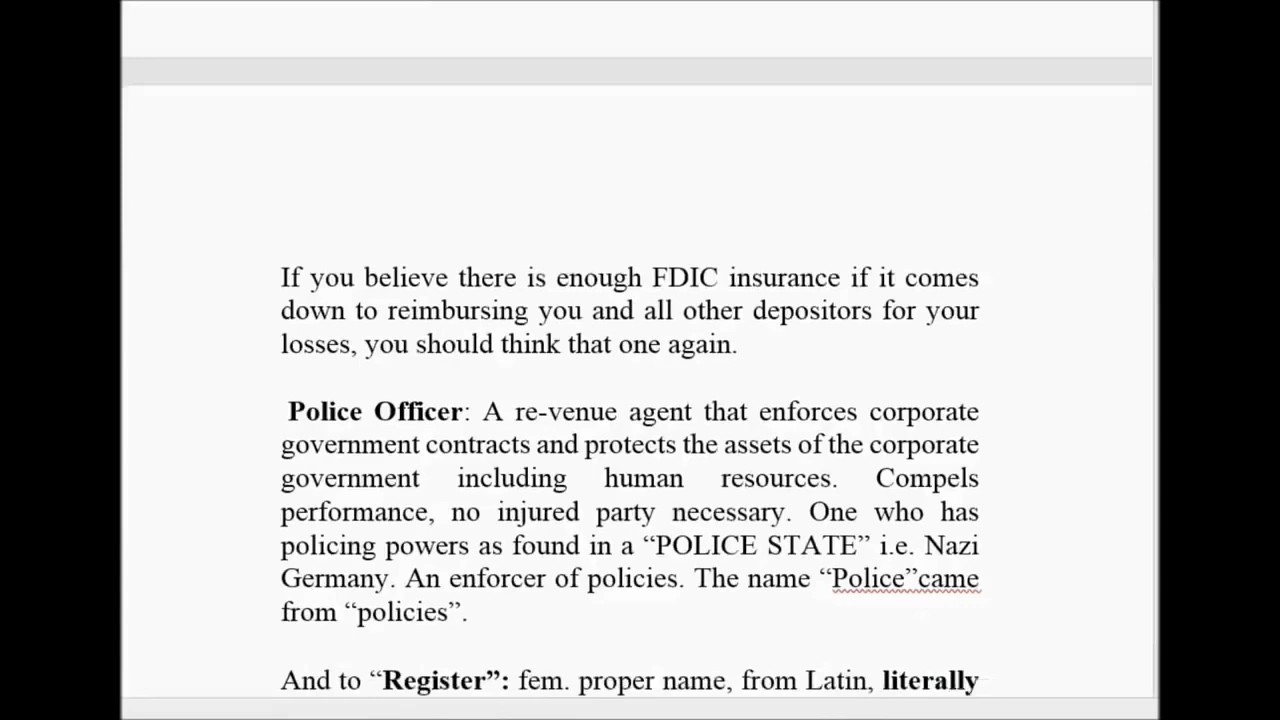 If you believe there is enough FDIC insurance if it comes
down to reimbursing you and all other depositors for your
losses, you should think that one again.
Police Officer: A re-venue agent that enforces corporate
government contracts and protects the assets of the corporate
government including human resources. Compels
performance, no injured party necessary. One who has
policing powers as found in a “POLICE STATE” i.e. Nazi
Germany. An enforcer of policies. The name “Police”came
from “policies”.
And to “Register”: fem. proper name, from Latin, literally